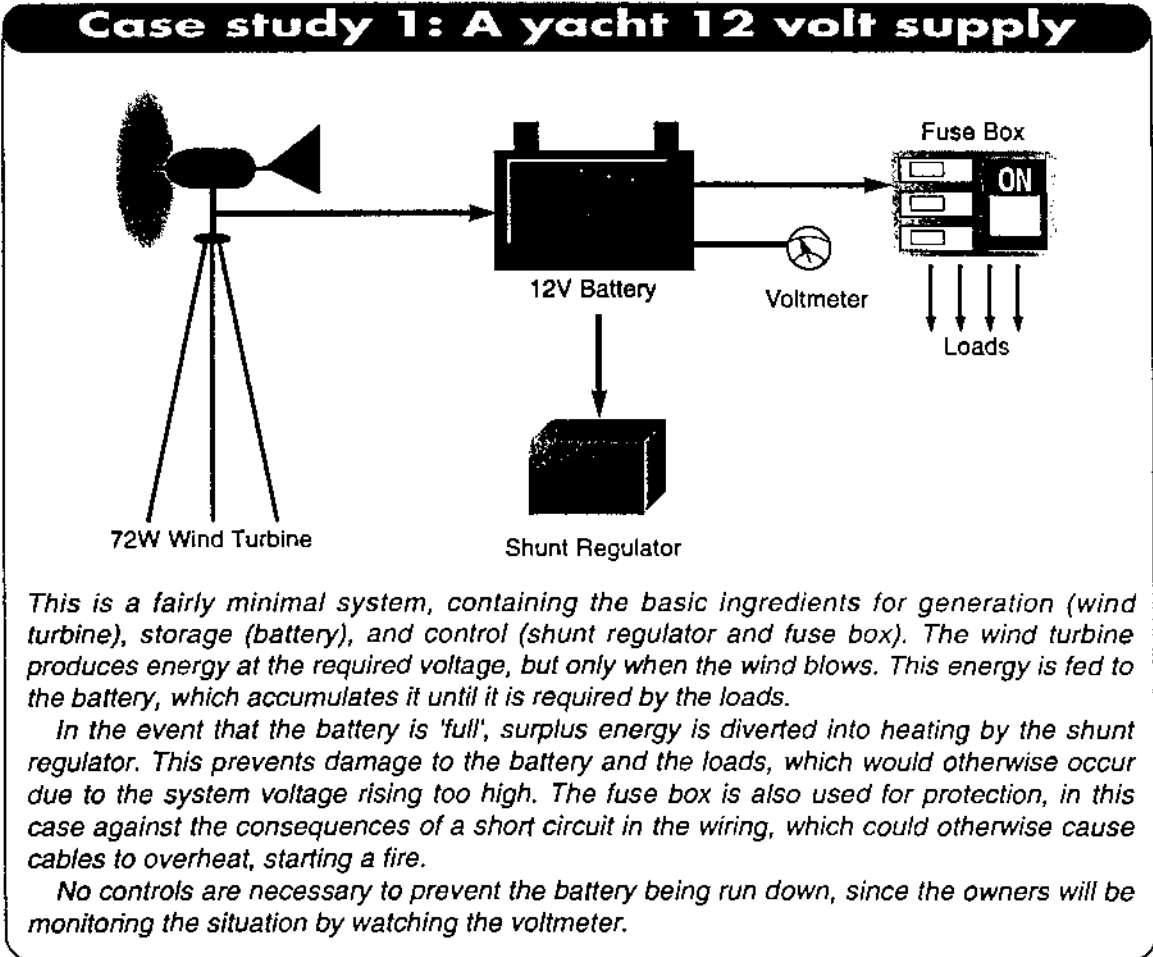 Case study 1: A yacht 12 volt supply
Fuse Box
ON
12V Battery
Voltmeter
Loads
72W Wind Turbine
Shunt Regulator
This is a fairly minimal system, containing the basic ingredients for generation (wind
turbine), storage (battery), and control (shunt regulator and fuse box). The wind turbine
produces energy at the required voltage, but only when the wind blows. This energy is fed to
the battery, which accumulates it until it is required by the loads.
In the event that the battery is 'full', surplus energy is diverted into heating by the shunt
regulator. This prevents damage to the battery and the loads, which would otherwise occur
due to the system voltage rising too high. The fuse box is also used for protection, in this
case against the consequences of a short circuit in the wiring, which could otherwise cause
cables to overheat, starting a fire.
No controls are necessary to prevent the battery being run down, since the owners will be
monitoring the situation by watching the voltmeter.